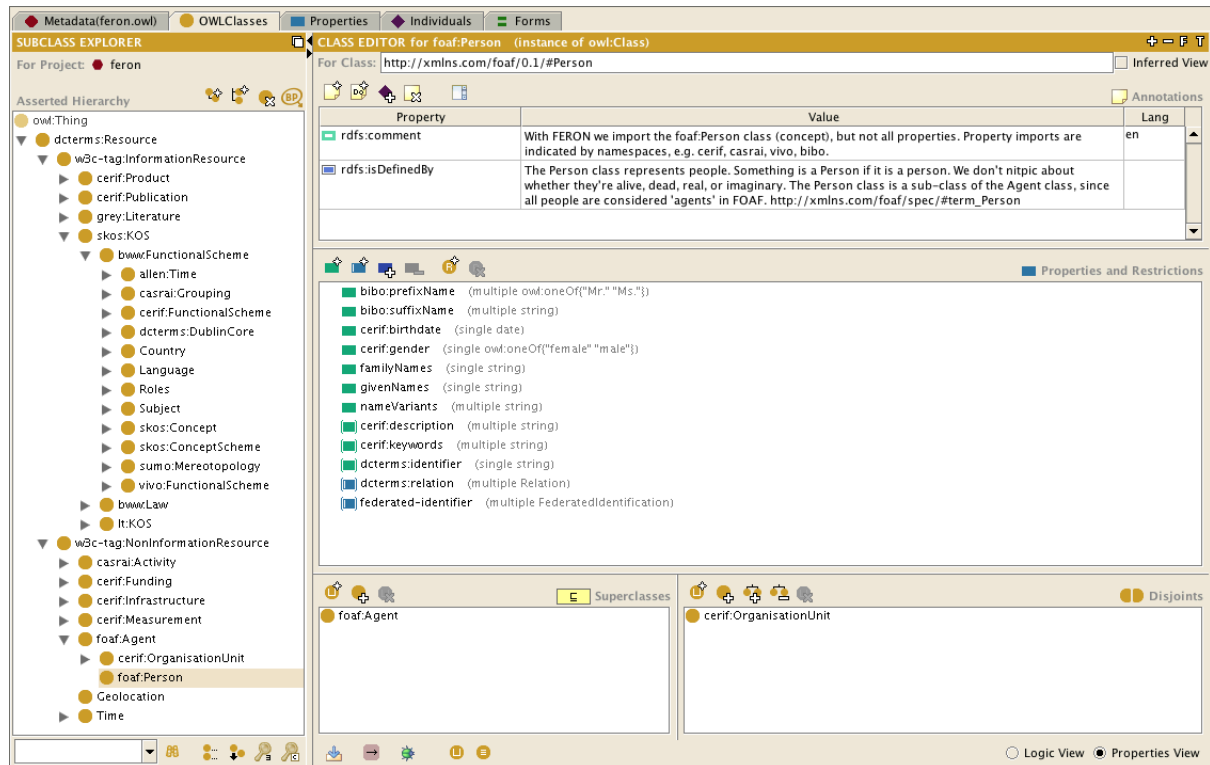 Metadata(feron.owl) OWLClasses Properties Individuals Forms
SUBCLASS EXPLORER
For Project: feron
Asserted Hierarchy
owl:Thing
dcterms:Resource
w3c-tag:InformationResource
cerif:Product
cerif:Publication
grey:Literature
skos:KOS
bww:FunctionalScheme
allen:Time
casrai:Grouping
cerif:FunctionalScheme
dcterms:DublinCore
Country
Language
Roles
Subject
skos:Concept
skos:ConceptScheme
sumo:Mereotopology
vivo:FunctionalScheme
bww:Law
lt:KOS
w3c-tag:NonInformationResource
casrai:Activity
cerif:Funding
cerif:Infrastructure
cerif:Measurement
foaf:Agent
cerif:OrganisationUnit
foaf:Person
Geolocation
Time
CLASS EDITOR for foaf:Person (instance of owl:Class)
For Class: http://xmlns.com/foaf/0.1/#Person Inferred View
Annotations
Property Value Lang
rdfs:comment With FERON we import the foaf:Person class (concept), but not all properties. Property imports are en
indicated by namespaces, e.g. cerif, casrai, vivo, bibo.
rdfs:isDefinedBy The Person class represents people. Something is a Person if it is a person. We don't nitpic about
whether they're alive, dead, real, or imaginary. The Person class is a sub-class of the Agent class, since
all people are considered 'agents' in FOAF. http://xmlns.com/foaf/spec/#term_Person
Properties and Restrictions
bibo:prefixName (multiple owl:oneOf{"Mr." "Ms."})
bibo:suffixName (multiple string)
cerif:birthdate (single date)
cerif:gender (single owl:oneOf{"female" "male"})
familyNames (single string)
givenNames (single string)
nameVariants (multiple string)
cerif:description (multiple string)
cerif:keywords (multiple string)
dcterms:identifier (single string)
dcterms:relation (multiple Relation)
federated-identifier (multiple FederatedIdentification)
Superclasses
foaf:Agent
Disjoints
cerif:OrganisationUnit
Logic View Properties View